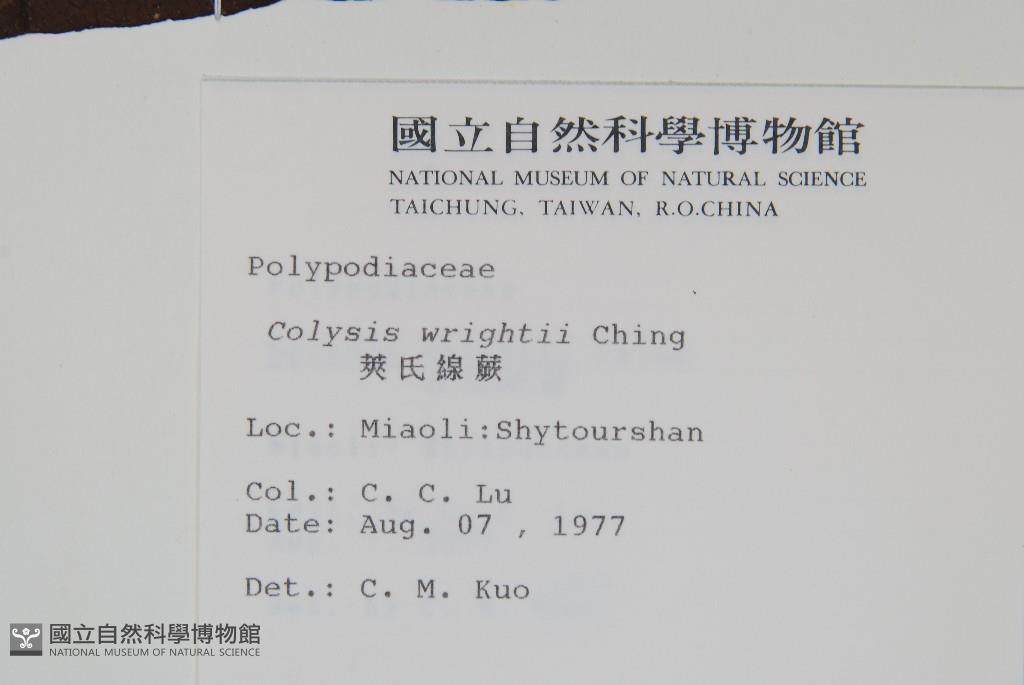 國立自然科學博物館
NATIONAL MUSEUM OF NATURAL SCIENCE
TAICHUNG, TAIWAN, R.O.CHINA
Polypodiaceae
Colysis wrightii Ching
萊氏線蕨
Loc.: Miaoli:Shytourshan
Col.: C. C. Lu
Date: Aug. 07 , 1977
Det.: C. M. Kuo
國立自然科學博物館
NATIONAL MUSEUM OF NATURAL SCIENCE